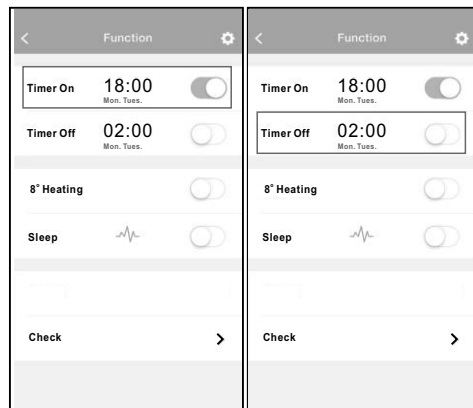 Function
Timer On 18:00
Mon. Tues.
Timer Off 02:00
Mon. Tues.
8° Heating
Sleep
Check
Function
Timer On 18:00
Mon. Tues.
Timer Off 02:00
Mon. Tues.
8° Heating
Sleep
Check